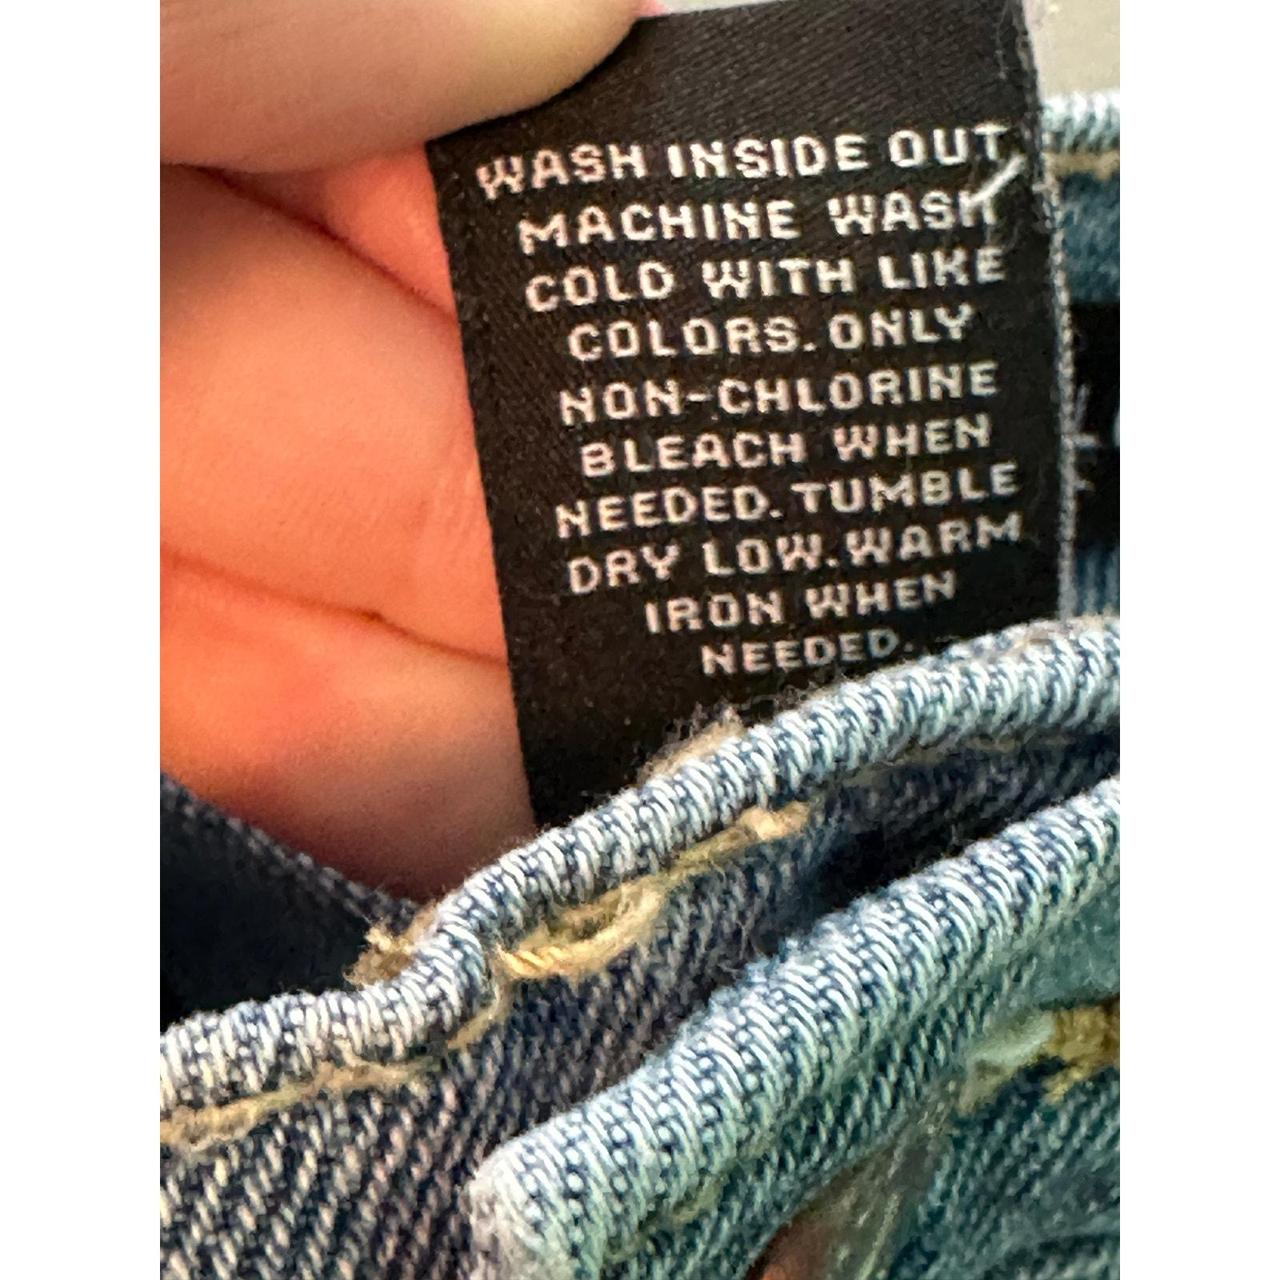 WASH INSIDE OUT
MACHINE WASH
COLD WITH LIKE
COLORS. ONLY
NON-CHLORINE
BLEACH WHEN
NEEDED. TUMBLE
DRY LOW. WARM
IRON WHEN
NEEDED.